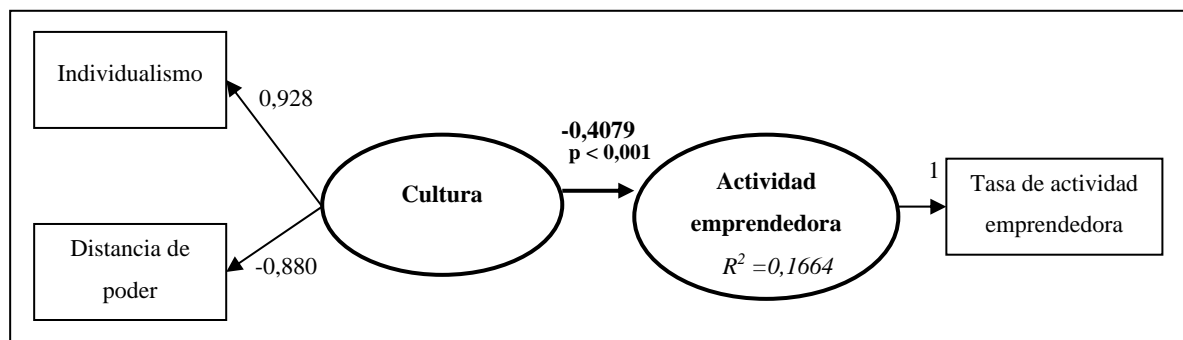 Individualismo
0,928
Distancia de
poder
-0,880
Cultura
-0,4079
p < 0,001
Actividad
emprendedora
R² =0,1664
1
Tasa de actividad
emprendedora